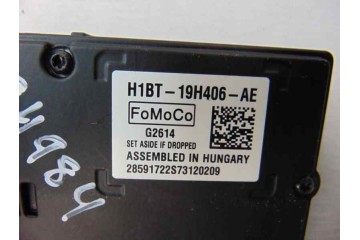 H1BT-19H406-AE
FoMoCo
G2614
SET ASIDE IF DROPPED
ASSEMBLED IN HUNGARY
28591722S73120209